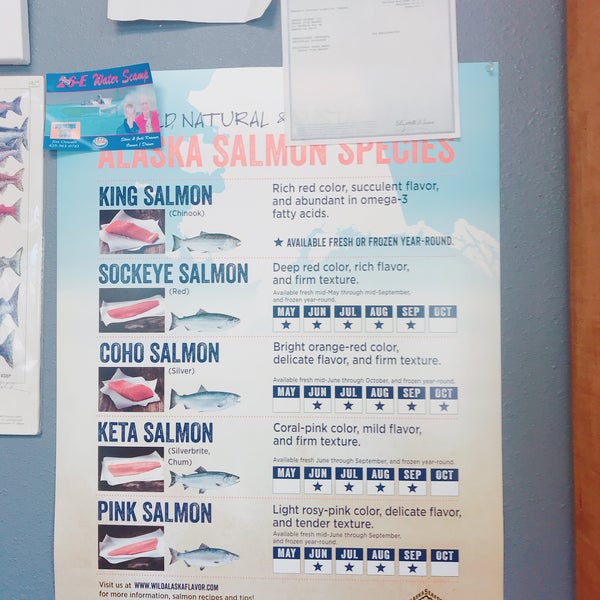 2-G-E Water Scamp
Steve & Jodi Kramer
Owner / Driver
LD, NATURAL &
ALASKA SALMON SPECIES
KING SALMON
(Chinook)
Rich red color, succulent flavor,
and abundant in omega-3
fatty acids.
★ AVAILABLE FRESH OR FROZEN YEAR-ROUND.
SOCKEYE SALMON
(Red)
Deep red color, rich flavor,
and firm texture.
Available fresh mid-May through mid-September,
and frozen year-round.
MAY JUN JUL AUG SEP OCT
COHO SALMON
(Silver)
Bright orange-red color,
delicate flavor, and firm texture.
Available fresh mid-June through October, and frozen year-round.
MAY JUN JUL AUG SEP OCT
KETA SALMON
(Silverbrite,
Chum)
Coral-pink color, mild flavor,
and firm texture.
Available fresh June through September, and frozen year-round.
MAY JUN JUL AUG SEP OCT
PINK SALMON
Light rosy-pink color, delicate flavor,
and tender texture.
Available fresh mid-June through September,
and frozen year-round.
MAY JUN JUL AUG SEP OCT
Visit us at WWW.WILDALASKAFLAVOR.COM
for more information, salmon recipes and tips!